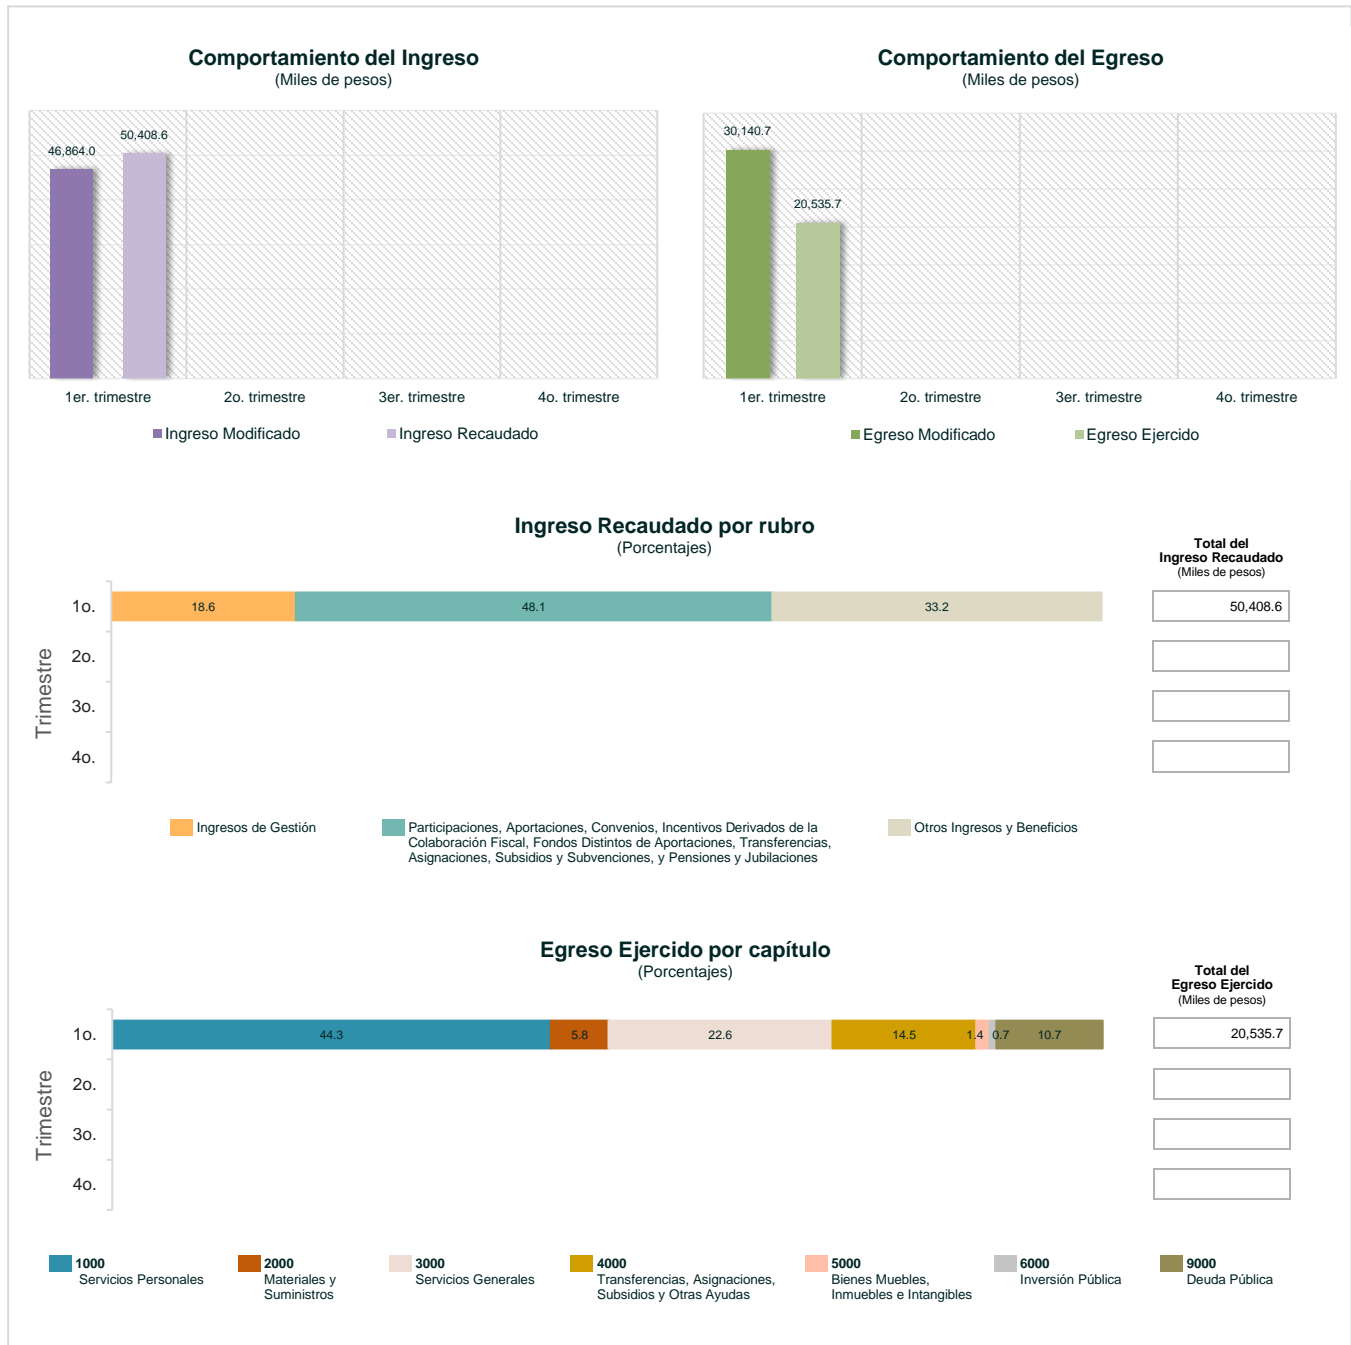 Comportamiento del Ingreso
(Miles de pesos)
46,864.0
50,408.6
1er. trimestre
2o. trimestre
3er. trimestre
4o. trimestre
Ingreso Modificado
Ingreso Recaudado
Comportamiento del Egreso
(Miles de pesos)
30,140.7
20,535.7
1er. trimestre
2o. trimestre
3er. trimestre
4o. trimestre
Egreso Modificado
Egreso Ejercido
Ingreso Recaudado por rubro
(Porcentajes)
Total del
Ingreso Recaudado
(Miles de pesos)
Trimestre
1o.
18.6
48.1
33.2
50,408.6
2o.
3o.
4o.
Ingresos de Gestión
Participaciones, Aportaciones, Convenios, Incentivos Derivados de la
Colaboración Fiscal, Fondos Distintos de Aportaciones, Transferencias,
Asignaciones, Subsidios y Subvenciones, y Pensiones y Jubilaciones
Otros Ingresos y Beneficios
Egreso Ejercido por capítulo
(Porcentajes)
Total del
Egreso Ejercido
(Miles de pesos)
Trimestre
1o.
44.3
5.8
22.6
14.5
1.4
0.7
10.7
20,535.7
2o.
3o.
4o.
1000
Servicios Personales
2000
Materiales y
Suministros
3000
Servicios Generales
4000
Transferencias, Asignaciones,
Subsidios y Otras Ayudas
5000
Bienes Muebles,
Inmuebles e Intangibles
6000
Inversión Pública
9000
Deuda Pública